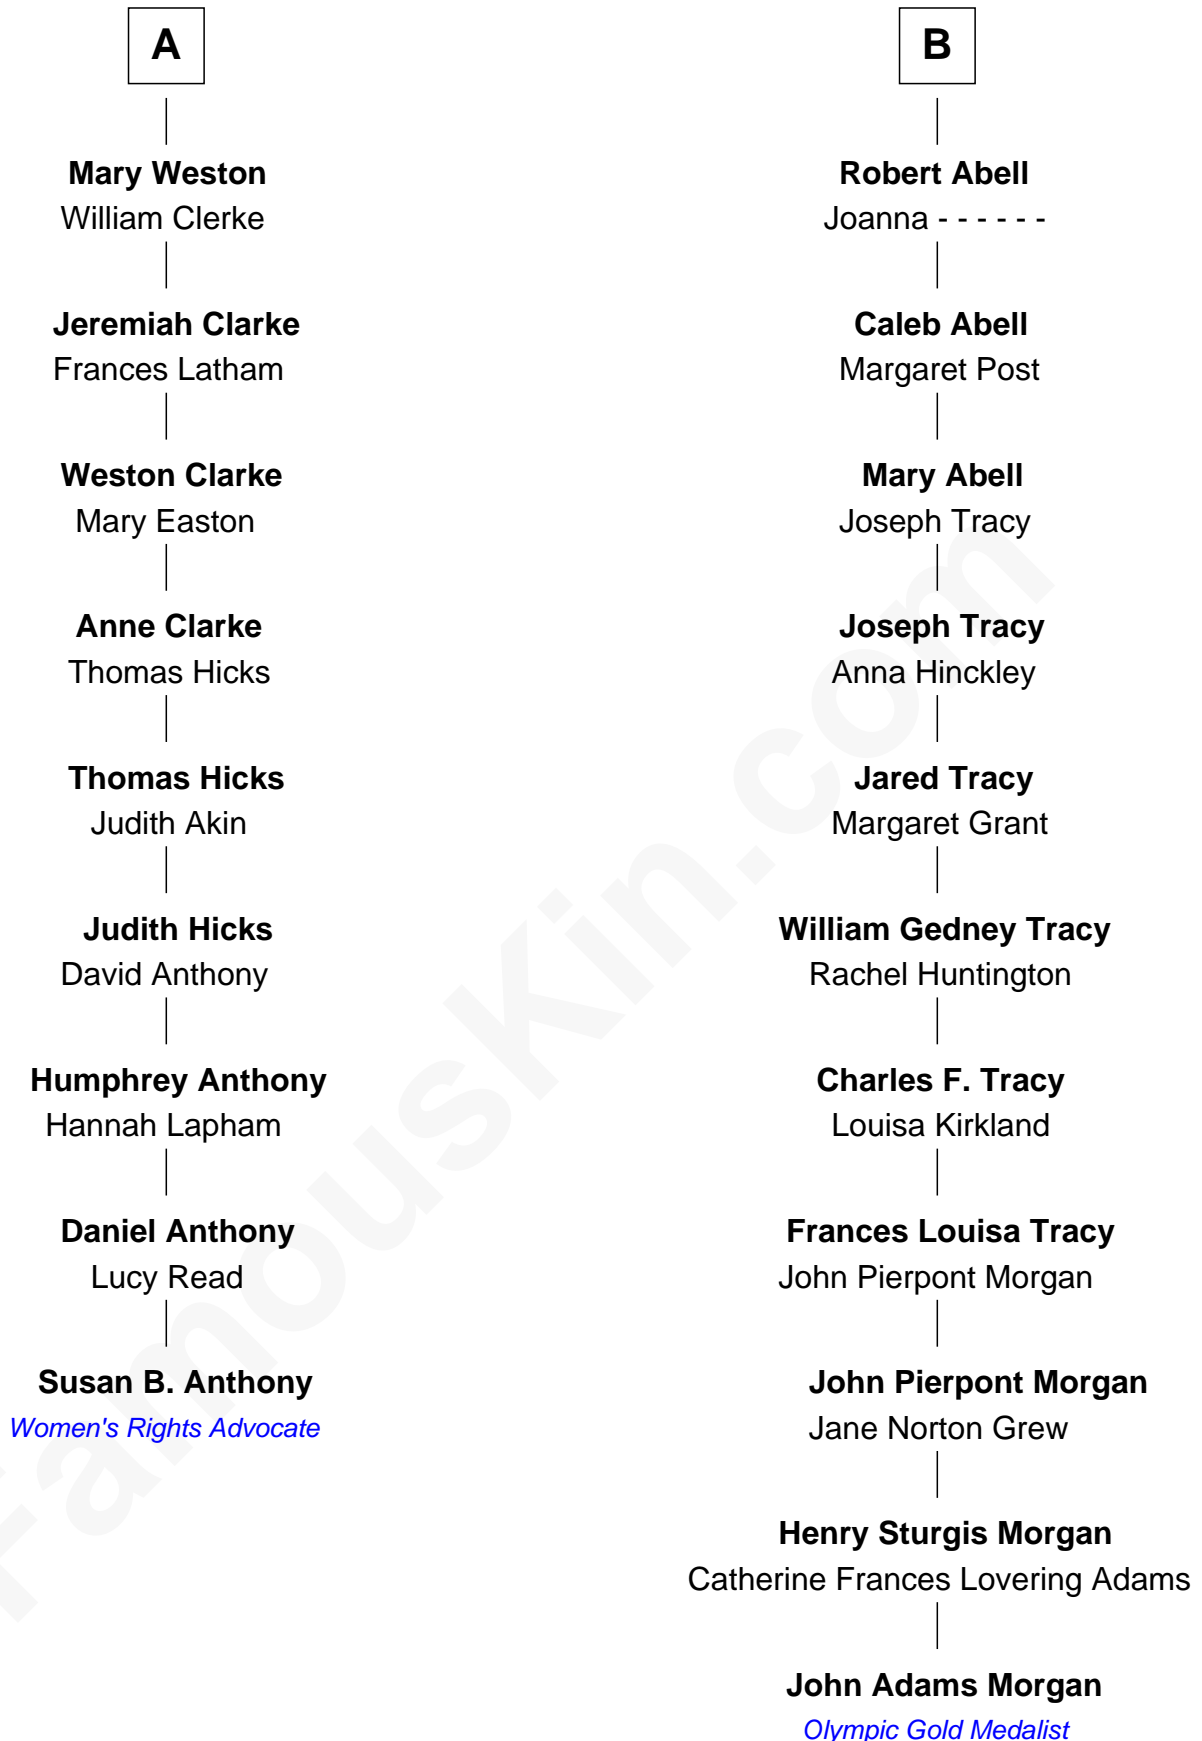 A
Mary Weston
William Clerke
Jeremiah Clarke
Frances Latham
Weston Clarke
Mary Easton
Anne Clarke
Thomas Hicks
Thomas Hicks
Judith Akin
Judith Hicks
David Anthony
Humphrey Anthony
Hannah Lapham
Daniel Anthony
Lucy Read
Susan B. Anthony
Women's Rights Advocate
B
Robert Abell
Joanna - - - - - -
Caleb Abell
Margaret Post
Mary Abell
Joseph Tracy
Joseph Tracy
Anna Hinckley
Jared Tracy
Margaret Grant
William Gedney Tracy
Rachel Huntington
Charles F. Tracy
Louisa Kirkland
Frances Louisa Tracy
John Pierpont Morgan
John Pierpont Morgan
Jane Norton Grew
Henry Sturgis Morgan
Catherine Frances Lovering Adams
John Adams Morgan
Olympic Gold Medalist
FamousKin.com